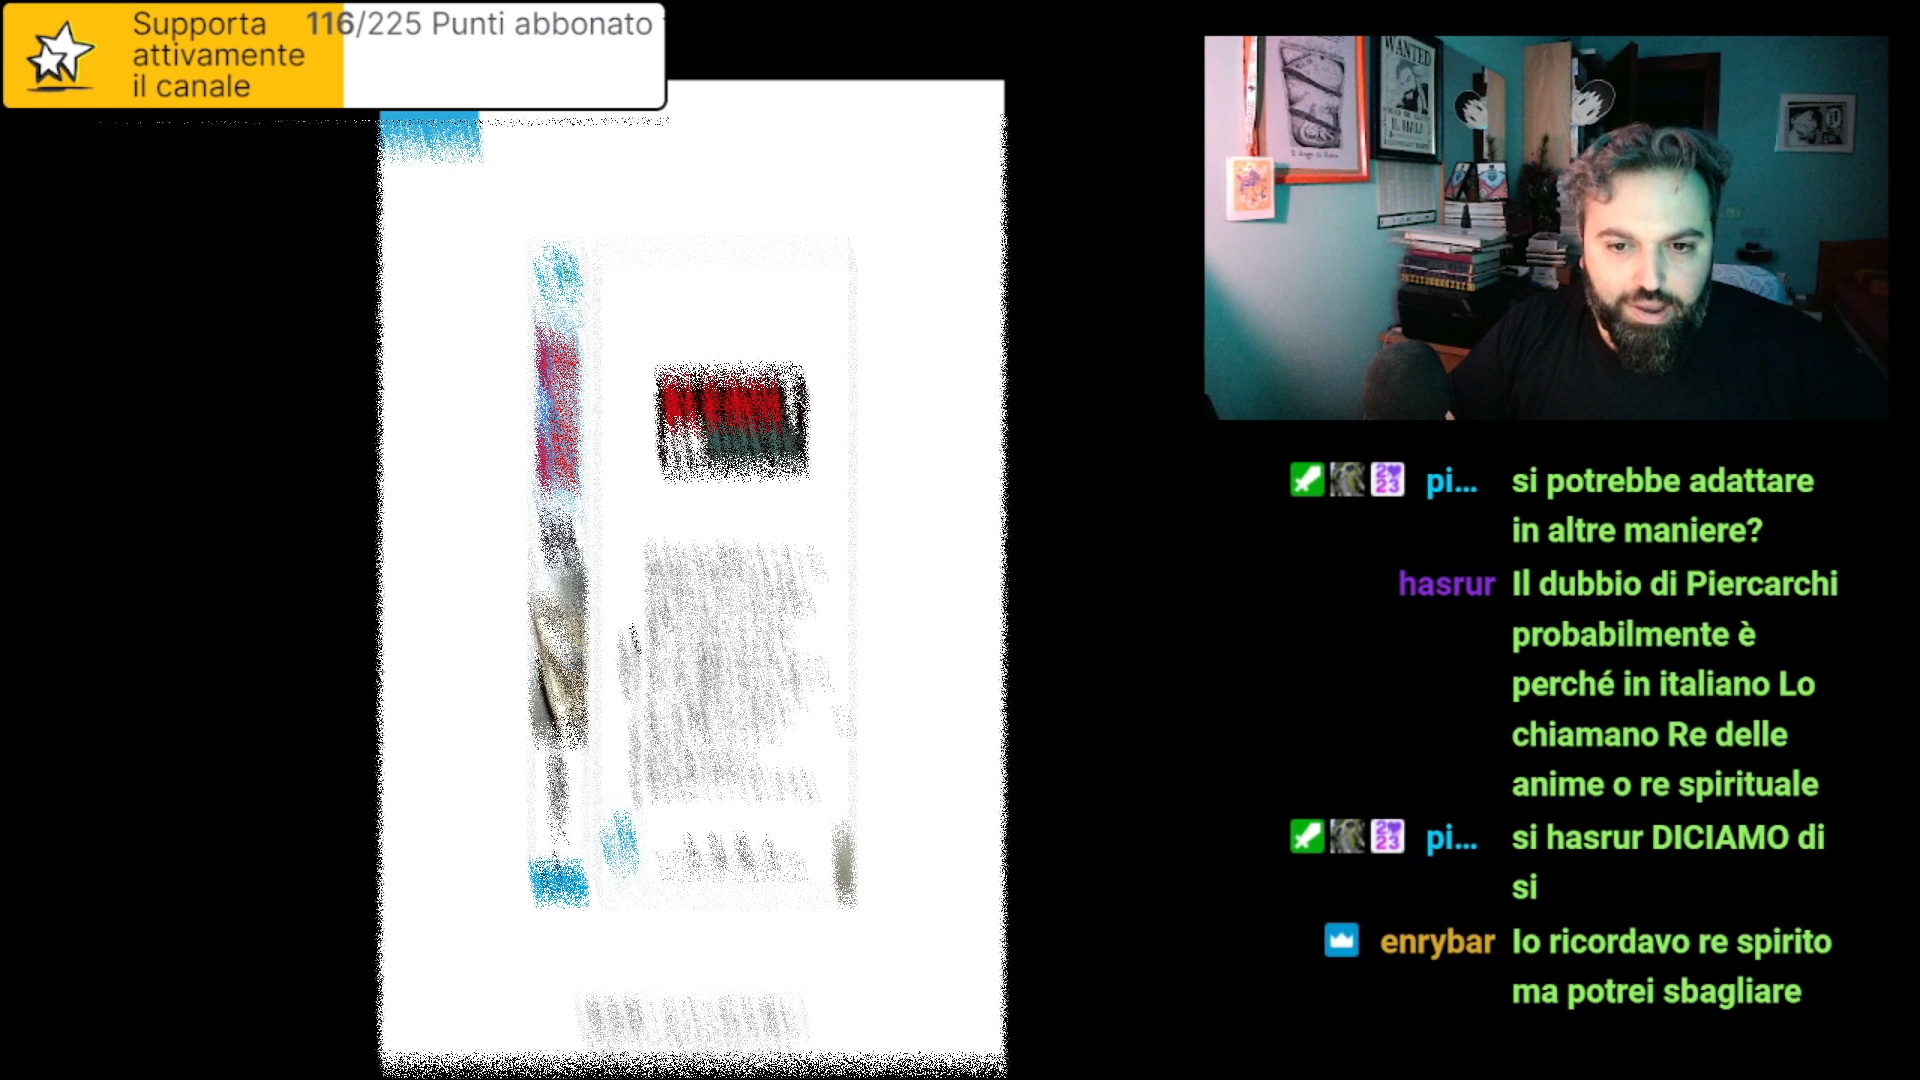 Supporta
attivamente
il canale
116/225 Punti abbonato
WANTED
si potrebbe adattare
in altre maniere?
hasrur Il dubbio di Piercarchi
probabilmente è
perché in italiano Lo
chiamano Re delle
anime o re spirituale
pi... si hasrur DICIAMO di
si
enrybar Io ricordavo re spirito
ma potrei sbagliare